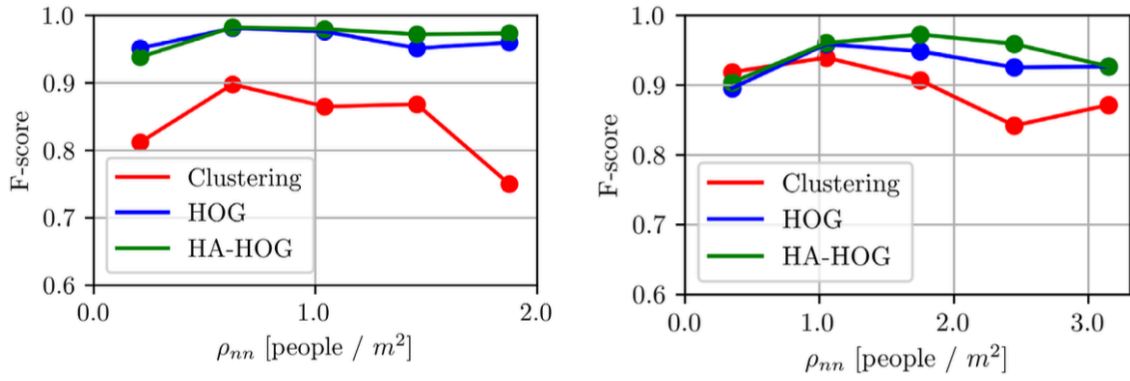 1.0
0.9
0.8
0.7
0.6
F-score
Clustering
HOG
HA-HOG
0.0 1.0 2.0
ρnn [people / m²]
1.0
0.9
0.8
0.7
0.6
F-score
Clustering
HOG
HA-HOG
0.0 1.0 2.0 3.0
ρnn [people / m²]